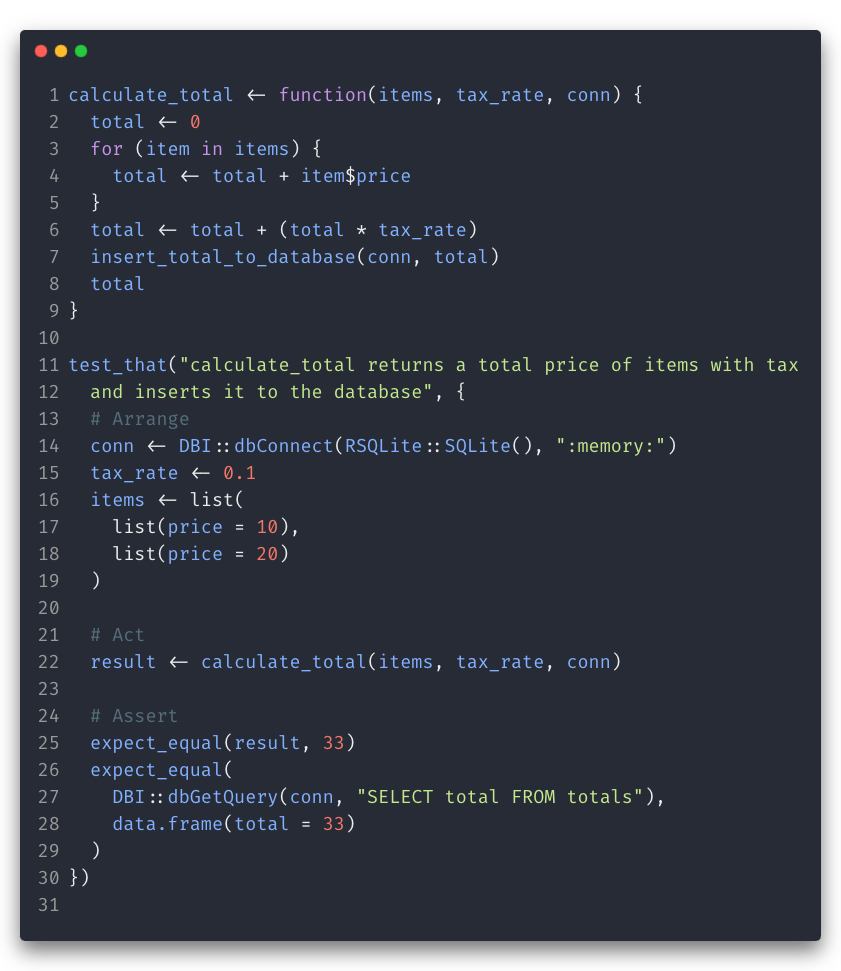 1 calculate_total <- function(items, tax_rate, conn) {
2   total <- 0
3   for (item in items) {
4     total <- total + item$price
5   }
6   total <- total + (total * tax_rate)
7   insert_total_to_database(conn, total)
8   total
9 }
10
11 test_that("calculate_total returns a total price of items with tax
12   and inserts it to the database", {
13   # Arrange
14   conn <- DBI::dbConnect(RSQLite::SQLite(), ":memory:")
15   tax_rate <- 0.1
16   items <- list(
17     list(price = 10),
18     list(price = 20)
19   )
20
21   # Act
22   result <- calculate_total(items, tax_rate, conn)
23
24   # Assert
25   expect_equal(result, 33)
26   expect_equal(
27     DBI::dbGetQuery(conn, "SELECT total FROM totals"),
28     data.frame(total = 33)
29   )
30 })
31